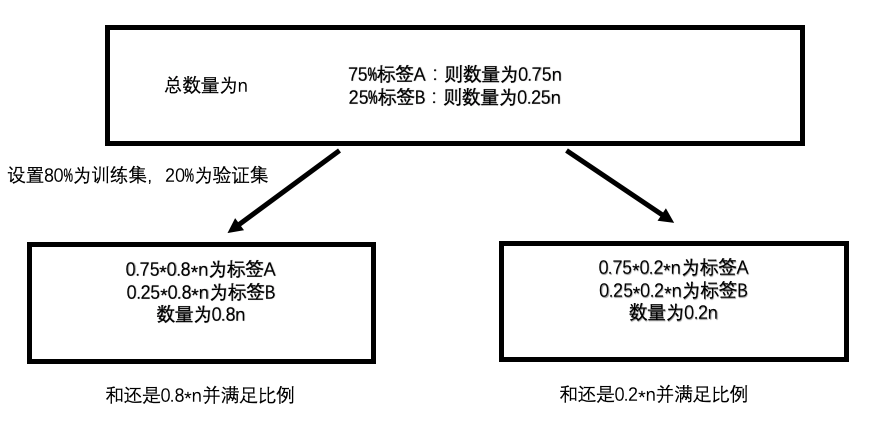 总数量为n
75%标签A：则数量为0.75n
25%标签B：则数量为0.25n
设置80%为训练集，20%为验证集
0.75*0.8*n为标签A
0.25*0.8*n为标签B
数量为0.8n
0.75*0.2*n为标签A
0.25*0.2*n为标签B
数量为0.2n
和还是0.8*n并满足比例
和还是0.2*n并满足比例